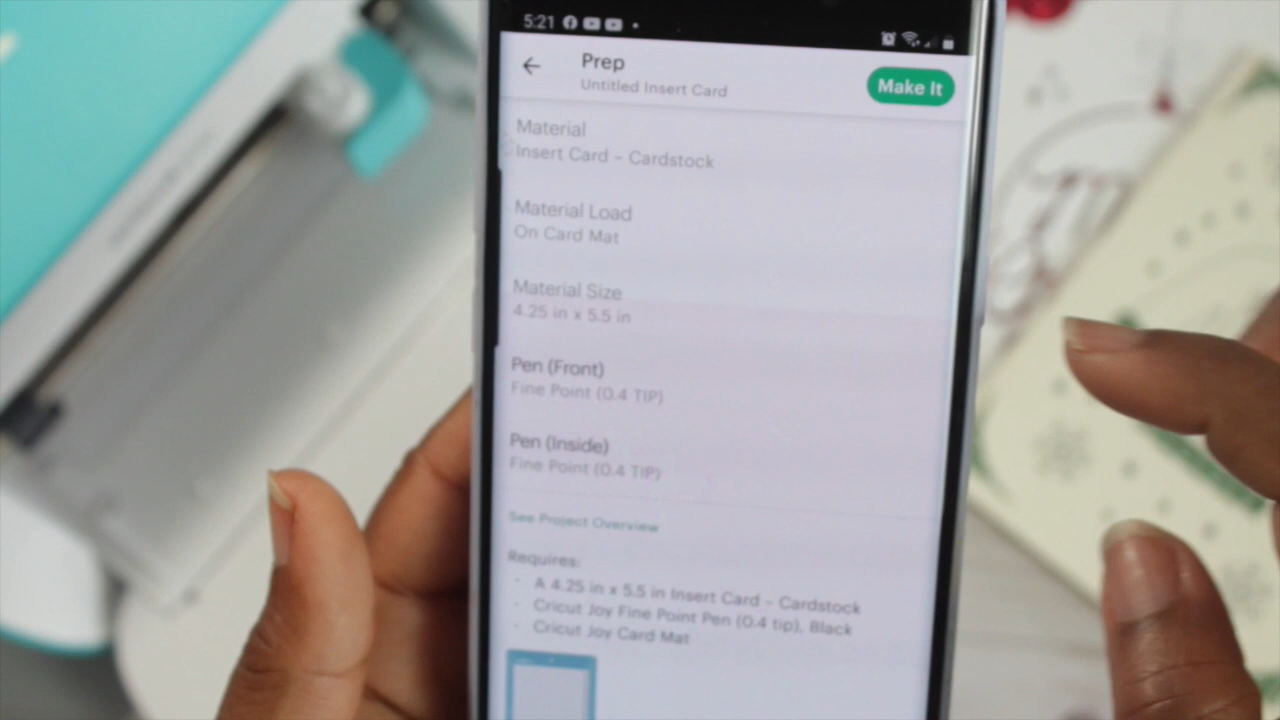 5:21
Prep
Untitled Insert Card
Make It
Material
Insert Card – Cardstock
Material Load
On Card Mat
Material Size
4.25 in x 5.5 in
Pen (Front)
Fine Point (0.4 TIP)
Pen (Inside)
Fine Point (0.4 TIP)
See Project Overview
Requires:
· A 4.25 in x 5.5 in Insert Card – Cardstock
· Cricut Joy Fine Point Pen (0.4 tip), Black
· Cricut Joy Card Mat